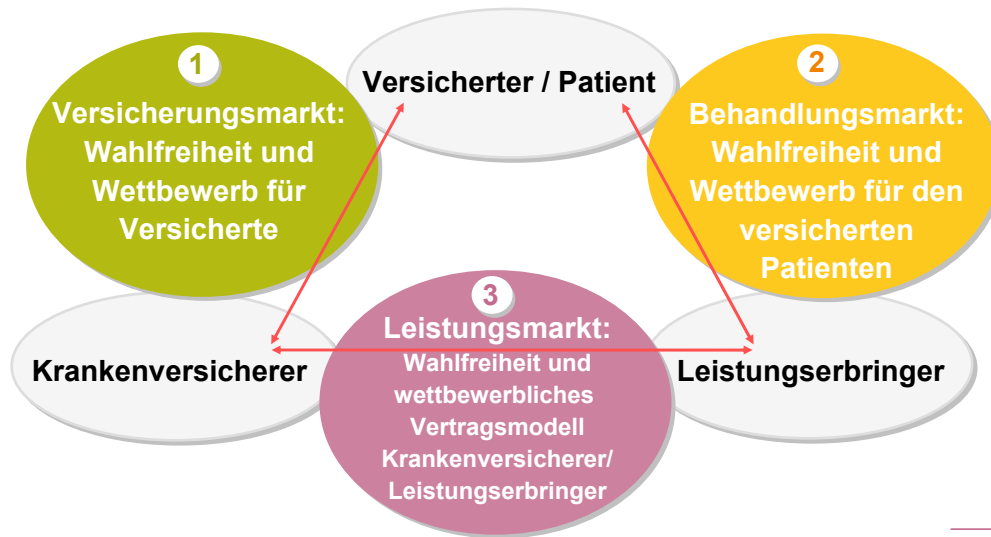 1
Versicherungsmarkt:
Wahlfreiheit und
Wettbewerb für
Versicherte
Versicherter / Patient
2
Behandlungsmarkt:
Wahlfreiheit und
Wettbewerb für den
versicherten
Patienten
Krankenversicherer
3
Leistungsmarkt:
Wahlfreiheit und
wettbewerbliches
Vertragsmodell
Krankenversicherer/
Leistungserbringer
Leistungserbringer